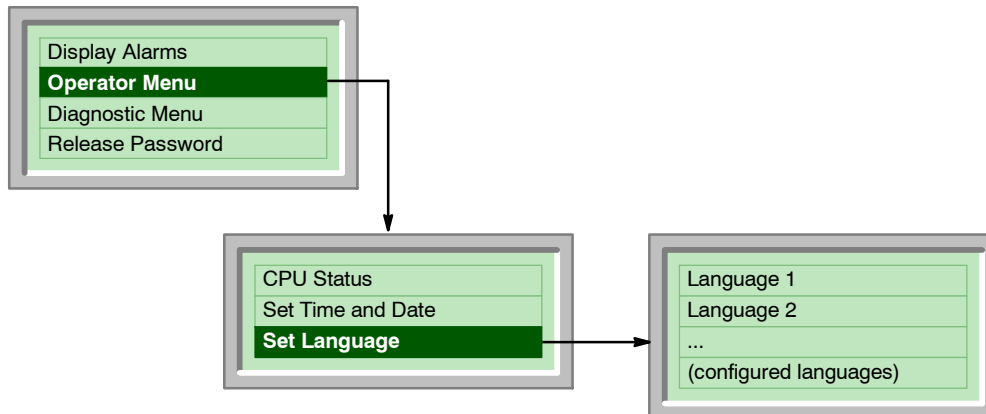 Display Alarms
Operator Menu
Diagnostic Menu
Release Password
CPU Status
Set Time and Date
Set Language
Language 1
Language 2
...
(configured languages)